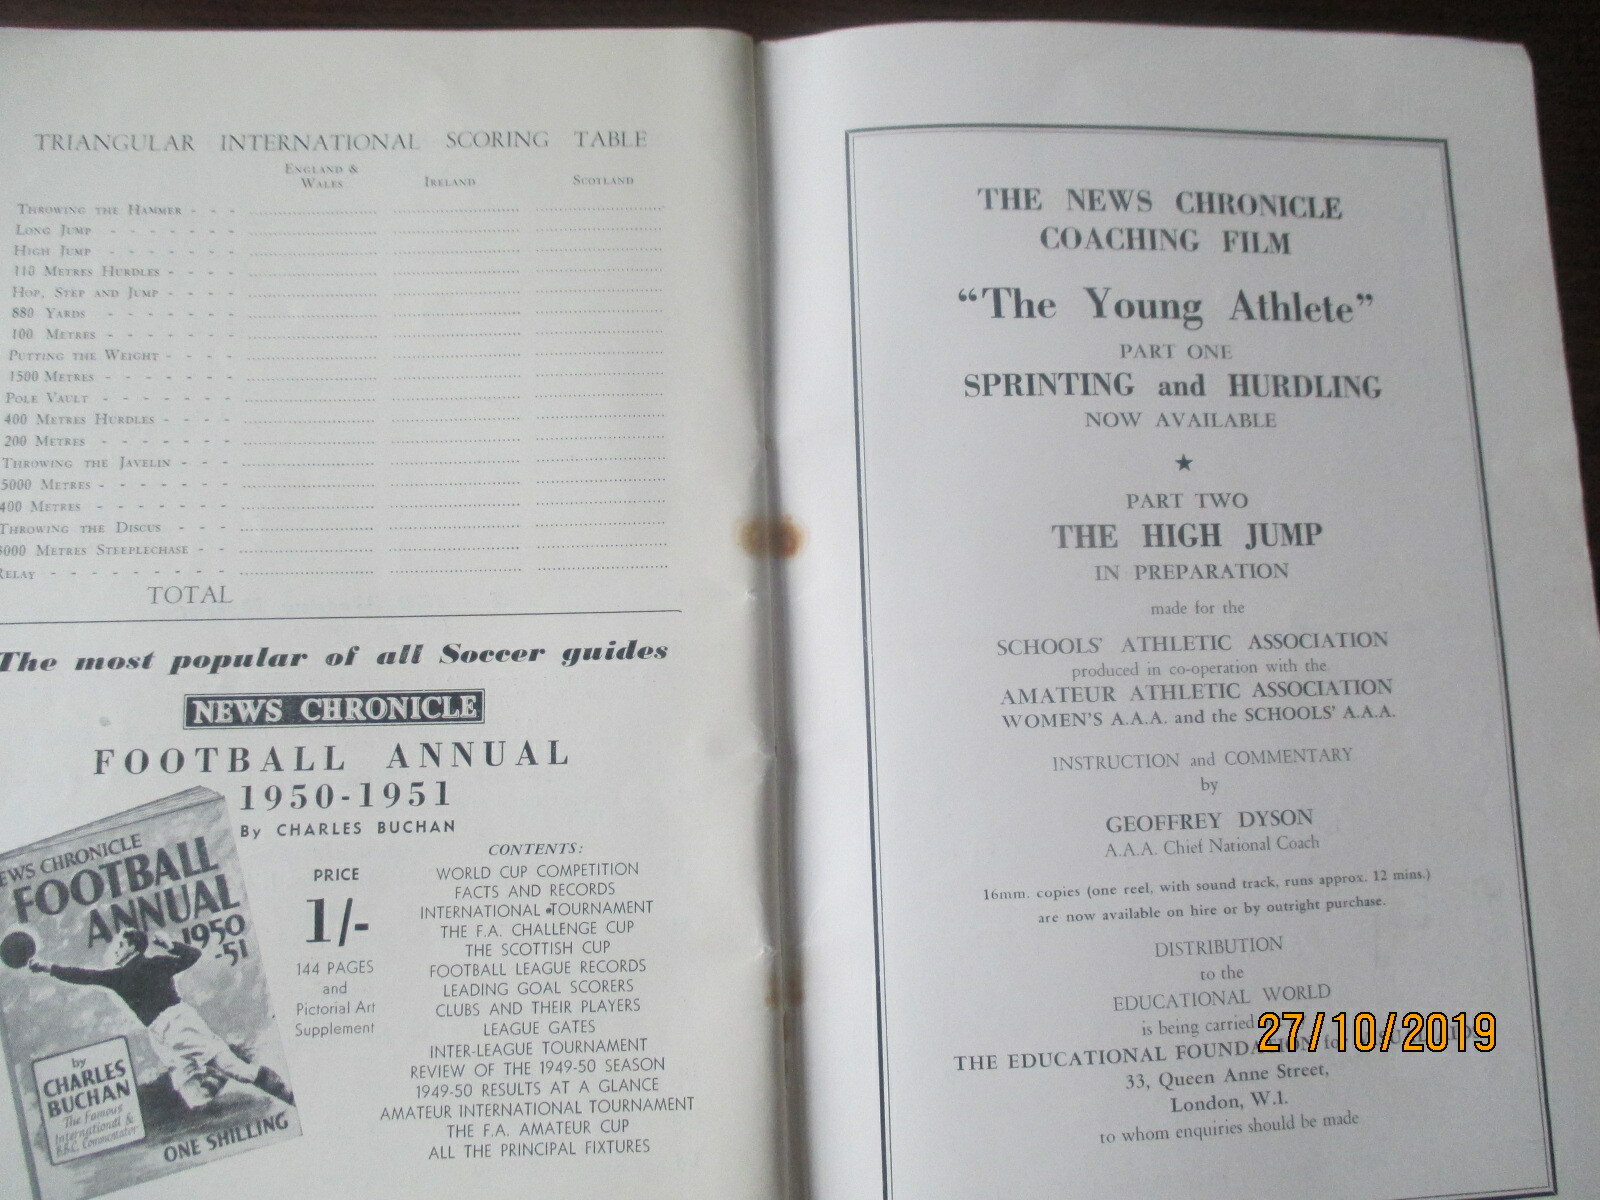 TRIANGULAR INTERNATIONAL SCORING TABLE
ENGLAND & WALES IRELAND SCOTLAND
THROWING THE HAMMER - - -
LONG JUMP - - - - - - -
HIGH JUMP - - - - - - -
110 METRES HURDLES - - - -
HOP, STEP AND JUMP - - - -
880 YARDS - - - - - - -
100 METRES - - - - - - -
PUTTING THE WEIGHT - - - -
1500 METRES - - - - - - -
POLE VAULT - - - - - - -
400 METRES HURDLES - - - -
200 METRES - - - - - - -
THROWING THE JAVELIN - - -
5000 METRES - - - - - - -
400 METRES - - - - - - -
THROWING THE DISCUS - - -
3000 METRES STEEPLECHASE - -
RELAY - - - - - - - - -
TOTAL
The most popular of all Soccer guides
NEWS CHRONICLE
FOOTBALL ANNUAL
1950-1951
By CHARLES BUCHAN
EWS CHRONICLE
FOOTBALL
ANNUAL
1950
-51
by
CHARLES
BUCHAN
The Famous
International &
B.B.C. Commentator
ONE SHILLING
PRICE
1/-
144 PAGES
and
Pictorial Art
Supplement
CONTENTS:
WORLD CUP COMPETITION
FACTS AND RECORDS
INTERNATIONAL TOURNAMENT
THE F.A. CHALLENGE CUP
THE SCOTTISH CUP
FOOTBALL LEAGUE RECORDS
LEADING GOAL SCORERS
CLUBS AND THEIR PLAYERS
LEAGUE GATES
INTER-LEAGUE TOURNAMENT
REVIEW OF THE 1949-50 SEASON
1949-50 RESULTS AT A GLANCE
AMATEUR INTERNATIONAL TOURNAMENT
THE F.A. AMATEUR CUP
ALL THE PRINCIPAL FIXTURES
THE NEWS CHRONICLE
COACHING FILM
“The Young Athlete”
PART ONE
SPRINTING and HURDLING
NOW AVAILABLE
★
PART TWO
THE HIGH JUMP
IN PREPARATION
made for the
SCHOOLS' ATHLETIC ASSOCIATION
produced in co-operation with the
AMATEUR ATHLETIC ASSOCIATION
WOMEN'S A.A.A. and the SCHOOLS' A.A.A.
INSTRUCTION and COMMENTARY
by
GEOFFREY DYSON
A.A.A. Chief National Coach
16mm. copies (one reel, with sound track, runs approx. 12 mins.)
are now available on hire or by outright purchase.
DISTRIBUTION
to the
EDUCATIONAL WORLD
is being carried
THE EDUCATIONAL FOUNDATION for
33, Queen Anne Street,
London, W.1.
to whom enquiries should be made
27/10/2019